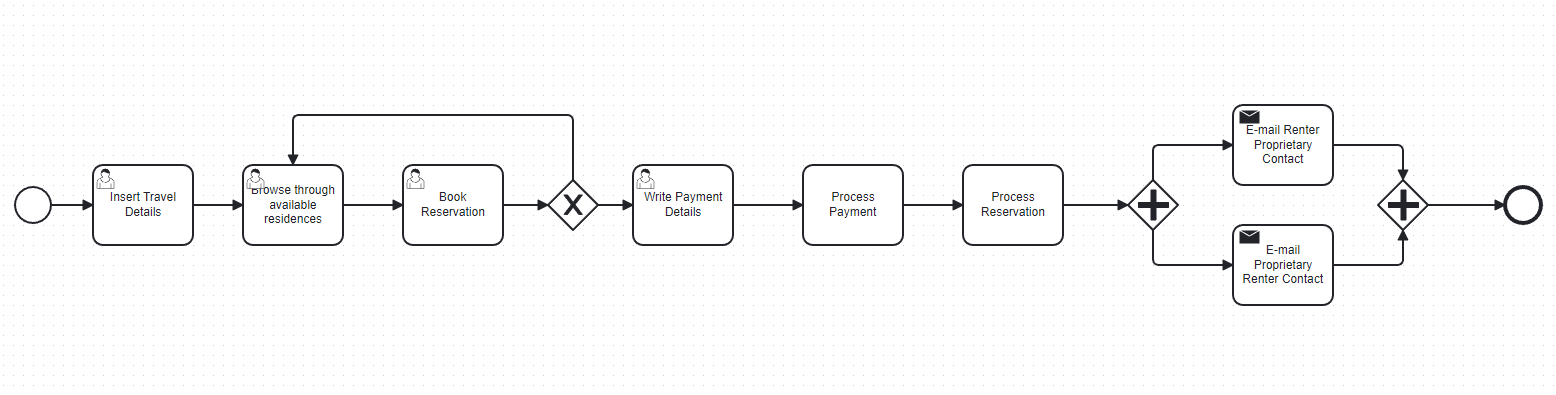 Insert Travel
Details
Browse through
available
residences
Book
Reservation
Write Payment
Details
Process
Payment
Process
Reservation
E-mail Renter
Proprietary
Contact
E-mail
Proprietary
Renter Contact